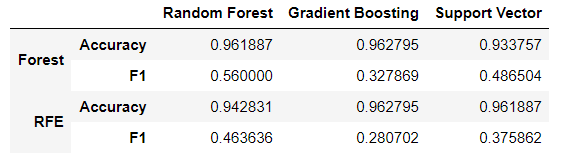 Random Forest Gradient Boosting Support Vector
Forest Accuracy 0.961887 0.962795 0.933757
F1 0.560000 0.327869 0.486504
RFE Accuracy 0.942831 0.962795 0.961887
F1 0.463636 0.280702 0.375862